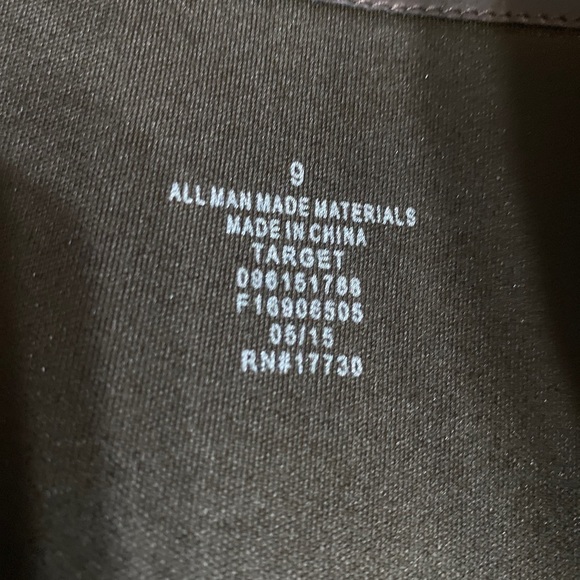 9
ALL MAN MADE MATERIALS
MADE IN CHINA
TARGET
096151788
F16906505
05/15
RN#17730